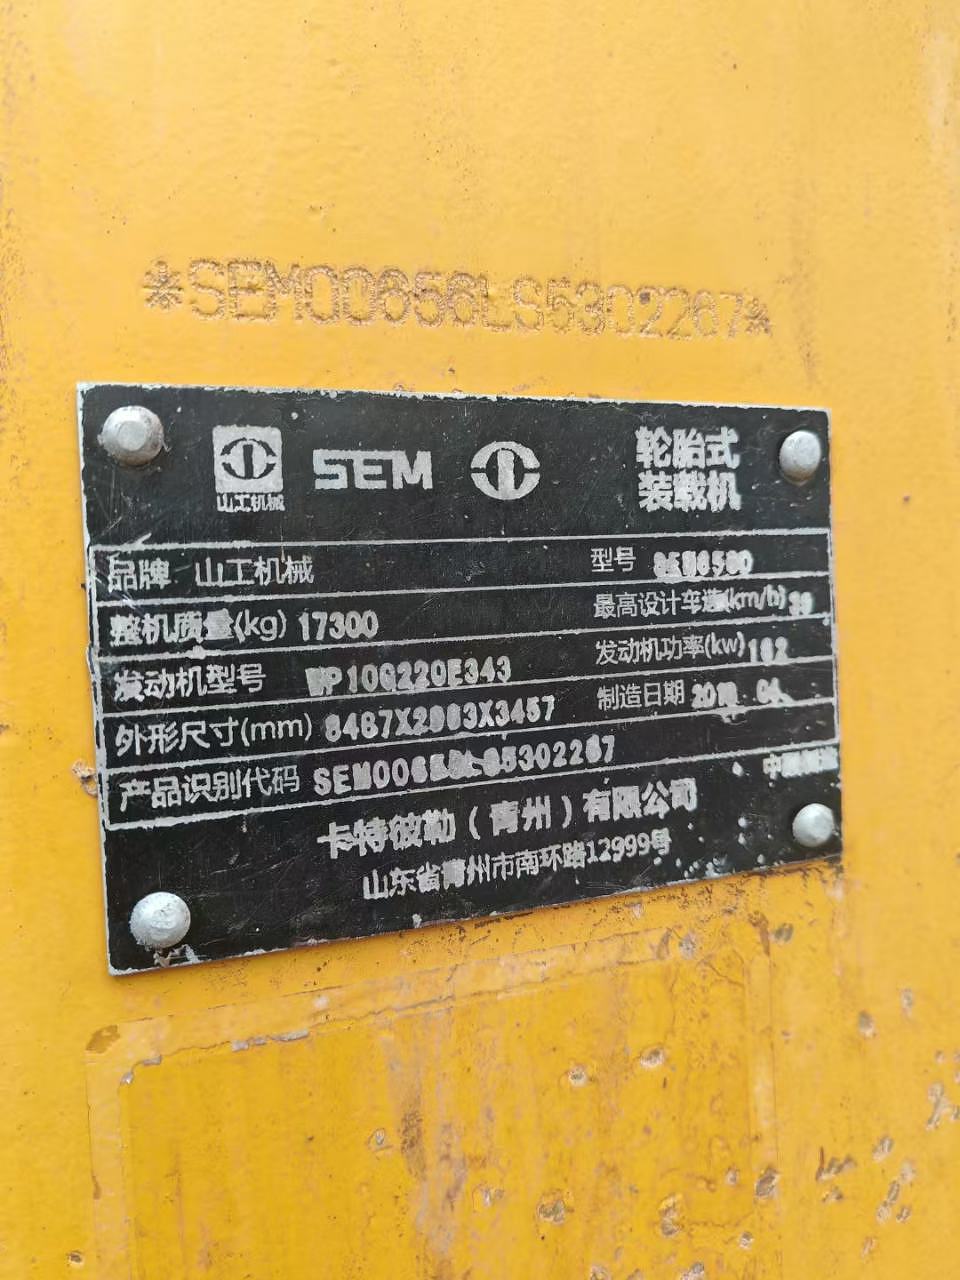 *SEM00656LS5302267*
山工机械 SEM 轮胎式
装载机
品牌 山工机械 型号
整机质量(kg) 17300 最高设计车速(km/h) 39
发动机型号 WP10G220E343 发动机功率(kw) 162
外形尺寸(mm) 制造日期
产品识别代码
卡特彼勒(青州)有限公司
山东省青州市南环路12999号